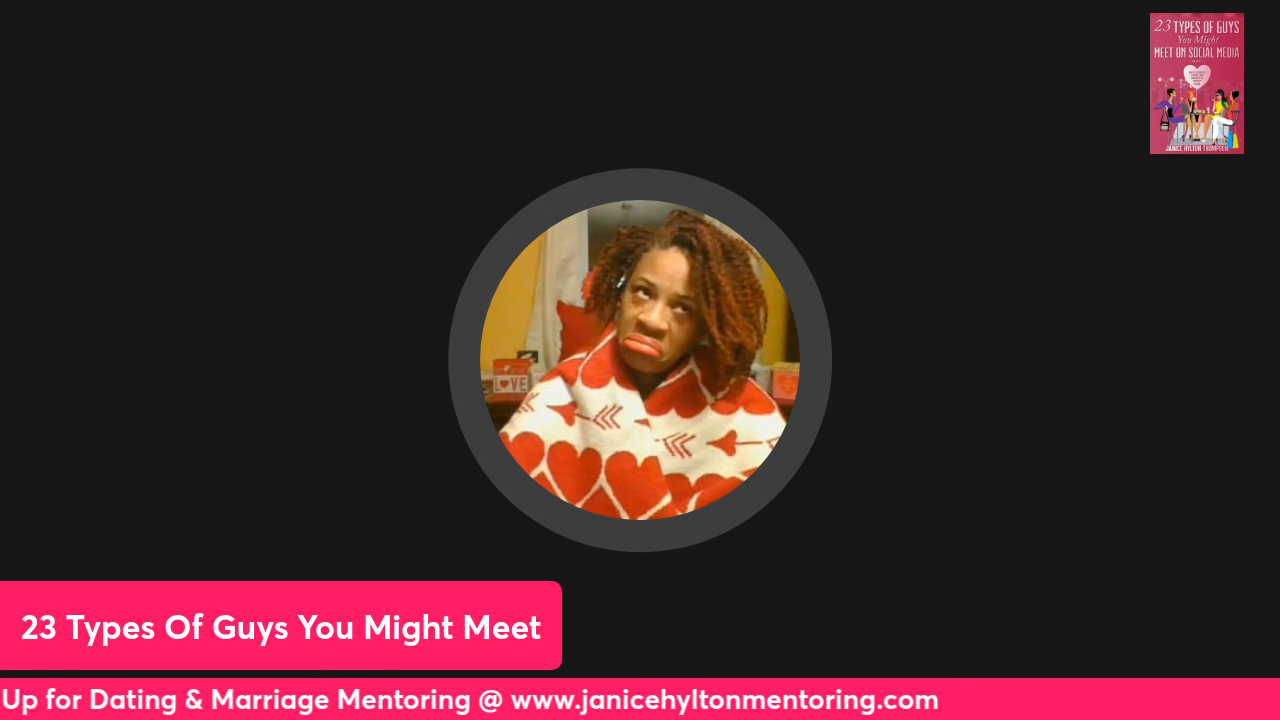 23 TYPES OF GUYS
You Might
MEET ON SOCIAL MEDIA
JANICE HYLTON THOMPSON
LOVE
23 Types Of Guys You Might Meet
Up for Dating & Marriage Mentoring @ www.janicehyltonmentoring.com